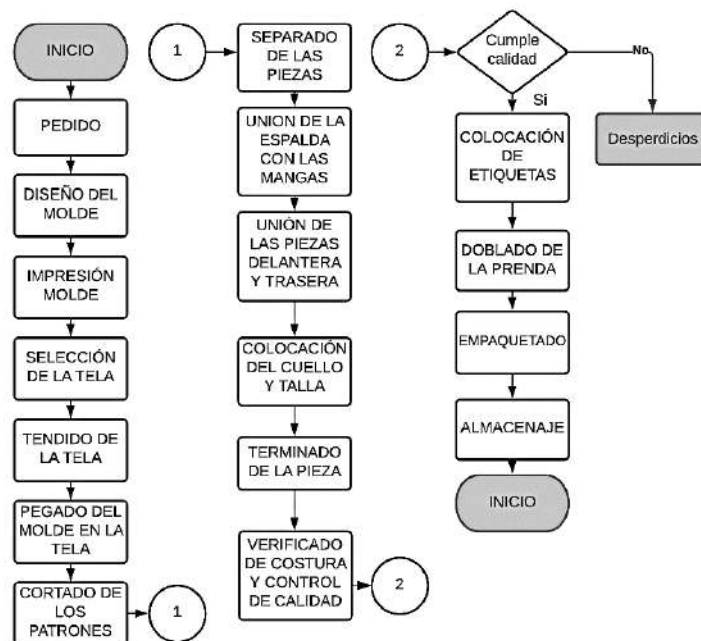 INICIO
PEDIDO
DISEÑO DEL
MOLDE
IMPRESIÓN
MOLDE
SELECCIÓN
DE LA TELA
TENDIDO DE
LA TELA
PEGADO DEL
MOLDE EN LA
TELA
CORTADO DE
LOS
PATRONES
1
1
SEPARADO
DE LAS
PIEZAS
UNION DE LA
ESPALDA
CON LAS
MANGAS
UNIÓN DE
LAS PIEZAS
DELANTERA
Y TRASERA
COLOCACIÓN
DEL CUELLO
Y TALLA
TERMINADO
DE LA PIEZA
VERIFICADO
DE COSTURA
Y CONTROL
DE CALIDAD
2
2
Cumple
calidad
No
Desperdicios
Si
COLOCACIÓN
DE
ETIQUETAS
DOBLADO DE
LA PRENDA
EMPAQUETADO
ALMACENAJE
INICIO